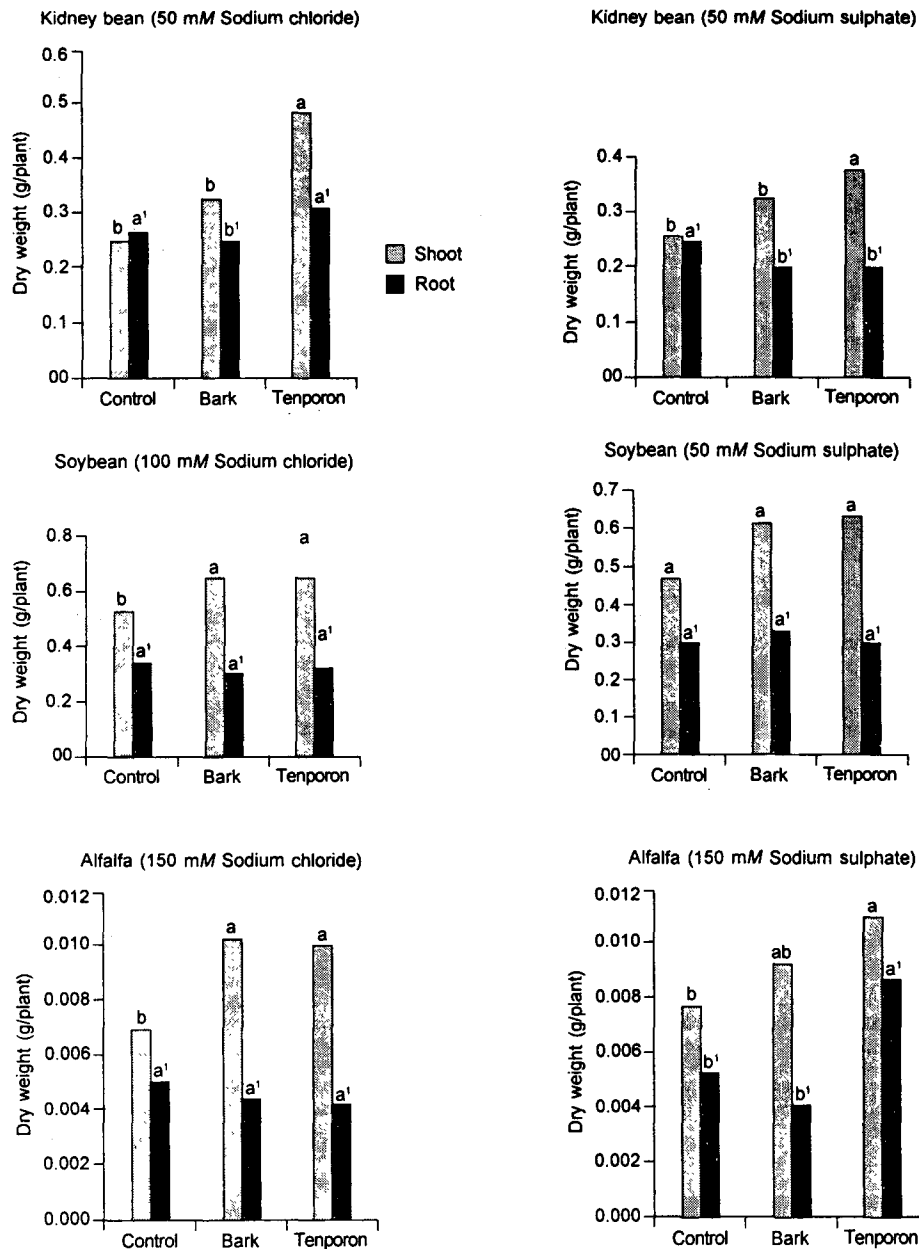 Kidney bean (50 mM Sodium chloride)
0.6
0.5
0.4
0.3
0.2
0.1
00
Dry weight (g/plant)
b a¹
b b¹
a a¹
Control Bark Tenporon
Shoot
Root
Kidney bean (50 mM Sodium sulphate)
0.4
0.3
0.2
0.1
00
Dry weight (g/plant)
b a¹
b b¹
a b¹
Control Bark Tenporon
Soybean (100 mM Sodium chloride)
0.8
0.6
0.4
0.2
00
Dry weight (g/plant)
b a¹
a a¹
a a¹
Control Bark Tenporon
Soybean (50 mM Sodium sulphate)
0.7
0.6
0.5
0.4
0.3
0.2
0.1
00
Dry weight (g/plant)
a a¹
a a¹
a a¹
Control Bark Tenporon
Alfalfa (150 mM Sodium chloride)
0.012
0.010
0.008
0.006
0.004
0.002
0.000
Dry weight (g/plant)
b a¹
a a¹
a a¹
Control Bark Tenporon
Alfalfa (150 mM Sodium sulphate)
0.012
0.010
0.008
0.006
0.004
0.002
0.000
Dry weight (g/plant)
b b¹
ab b¹
a a¹
Control Bark Tenporon